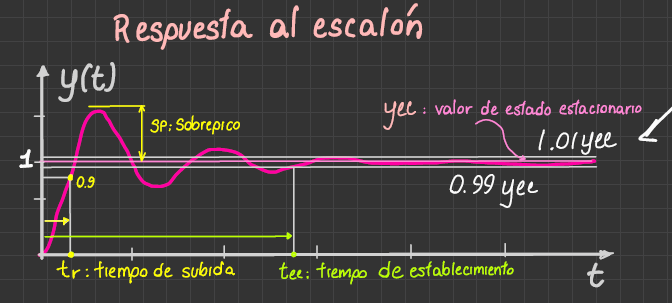 Respuesta al escalón
y(t)
yee: valor de estado estacionario
sp: Sobrepico
1.01 yee
1
0.9
0.99 yee
tr: tiempo de subida
tee: tiempo de establecimiento
t